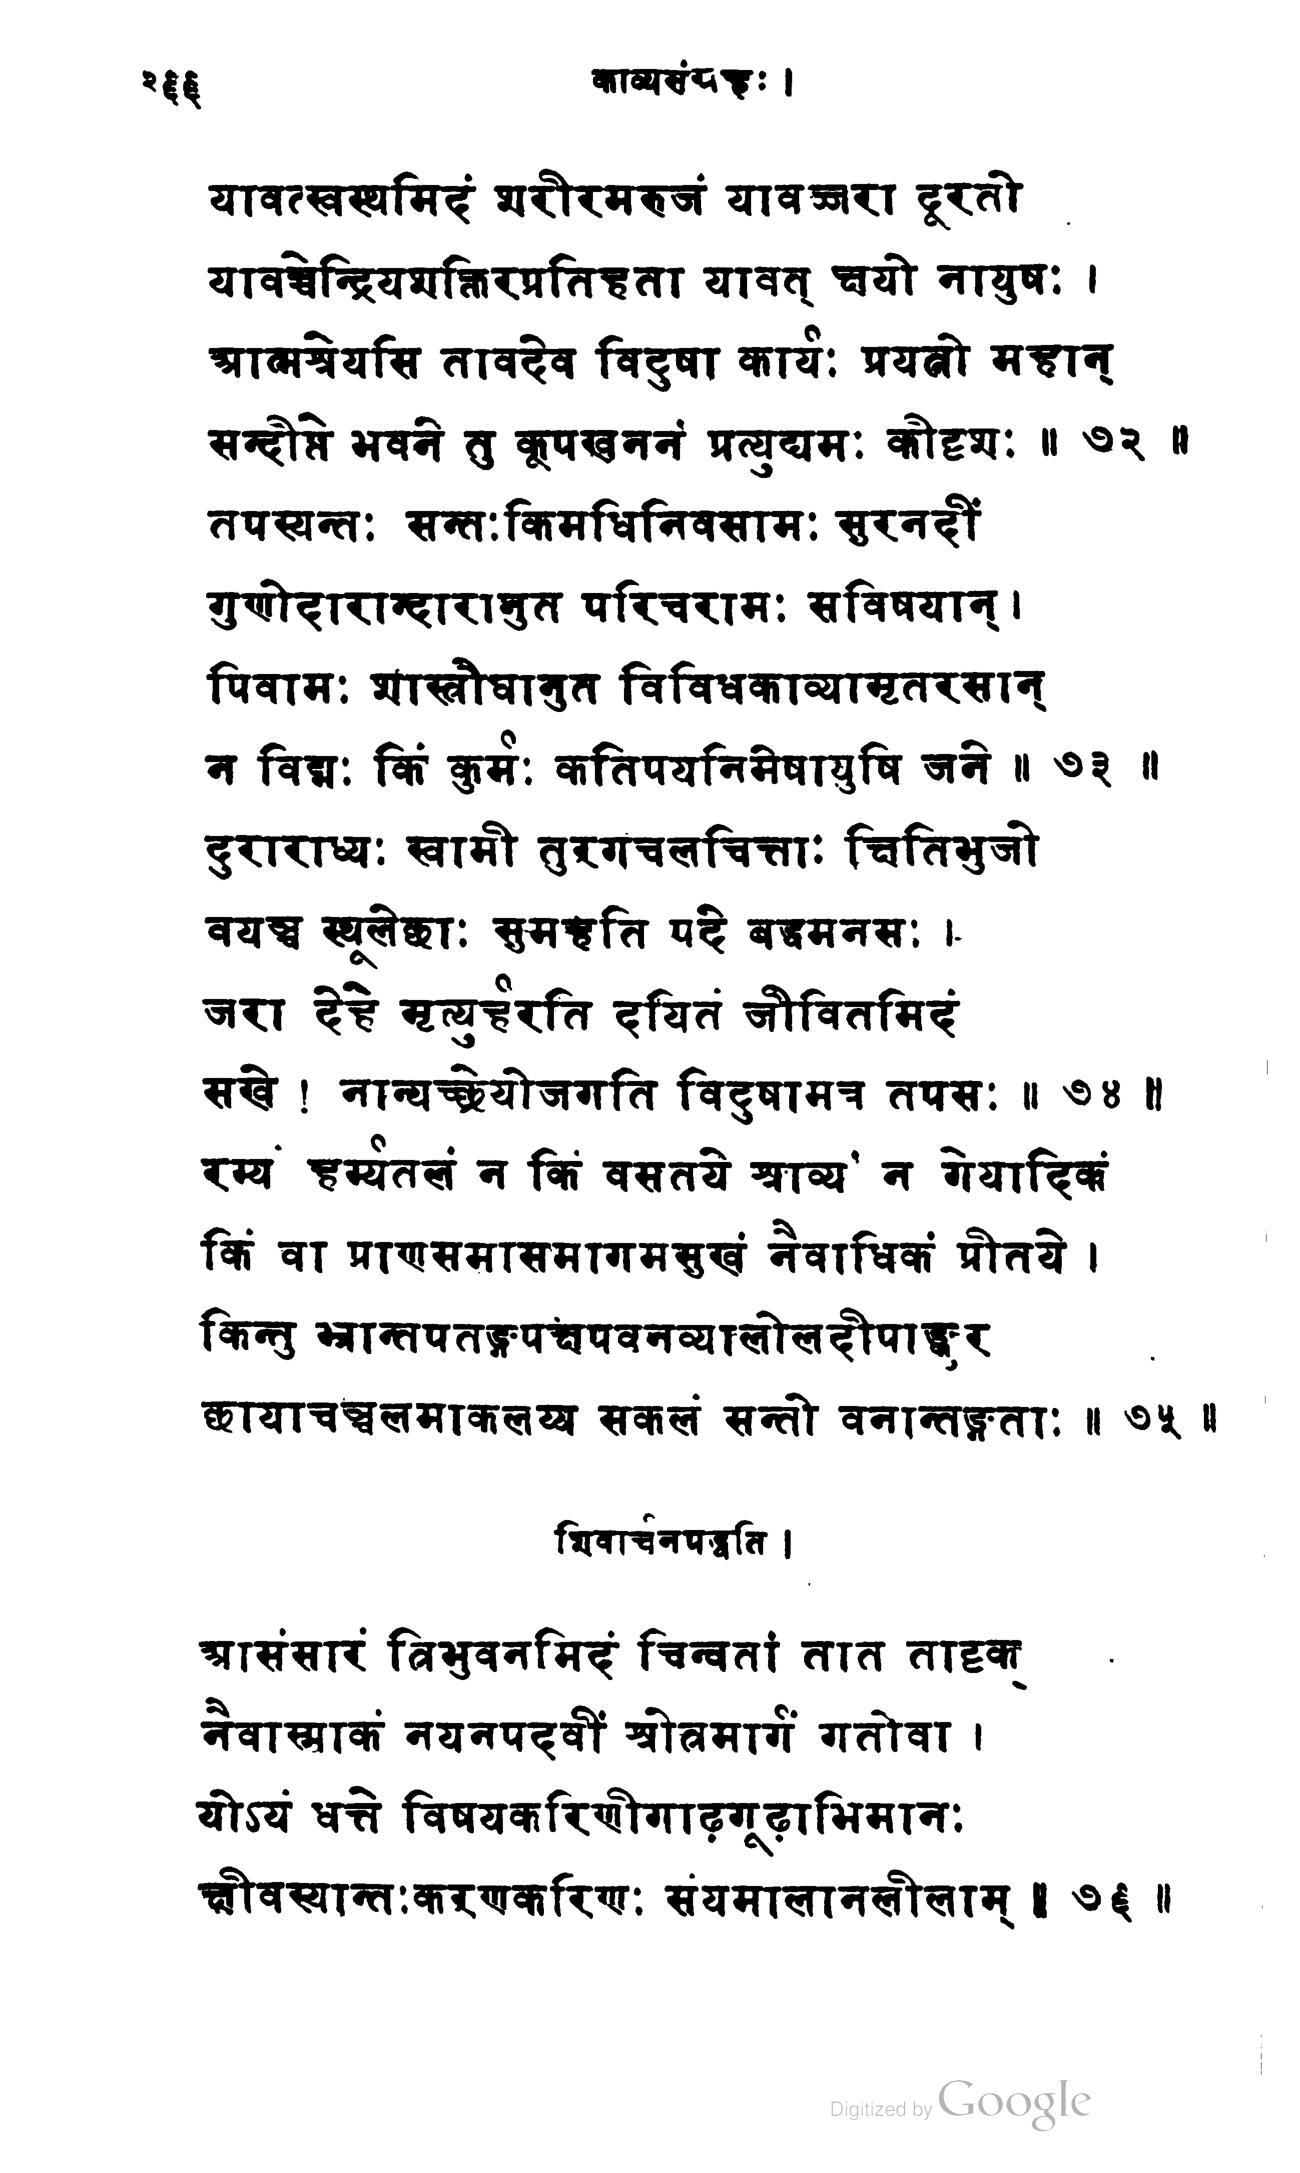 २६६ काव्यसंग्रहः ।
यावत्स्वस्थमिदं शरीरमरुजं यावज्जरा दूरतो
यावच्चेन्द्रियशक्तिरप्रतिहता यावत् क्षयो नायुषः ।
आत्मश्रेयसि तावदेव विदुषा कार्यः प्रयत्नो महान्
सन्दीप्ते भवने तु कूपखननं प्रत्युद्यमः कीदृशः ॥ ७२ ॥
तपस्यन्तः सन्तःकिमधिनिवसामः सुरनदीं
गुणोदारान्दारानुत परिचरामः सविषयान् ।
पिवामः शास्त्रौघानुत विविधकाव्यामृतरसान्
न विद्मः किं कुर्मः कतिपयनिमेषायुषि जने ॥ ७३ ॥
दुराराध्यः स्वामी तुरगचलचित्ताः क्षितिभुजो
वयञ्च स्थूलेच्छाः सुमहति पदे बद्धमनसः ।
जरा देहे मृत्युर्हरति दयितं जीवितमिदं
सखे ! नान्यच्छ्रेयोजगति विदुषामत्र तपसः ॥ ७४ ॥
रम्यं हर्म्यतलं न किं वसतये श्राव्यं न गेयादिकं
किं वा प्राणसमासमागमसुखं नैवाधिकं प्रीतये ।
किन्तु भ्रान्तपतङ्गपक्षपवनव्यालोलदीपाङ्कुर
छायाचञ्चलमाकलय्य सकलं सन्तो वनान्तङ्गताः ॥ ७५ ॥
शिवार्चनपद्धति ।
आसंसारं त्रिभुवनमिदं चिन्वतां तात तादृक्
नैवास्माकं नयनपदवीं श्रोत्रमार्गं गतोवा ।
योऽयं धत्ते विषयकरिणीगाढ़गूढ़ाभिमानः
क्षीवस्यान्तःकरणकरिणः संयमालानलीलाम् ॥ ७६ ॥
Digitized by Google